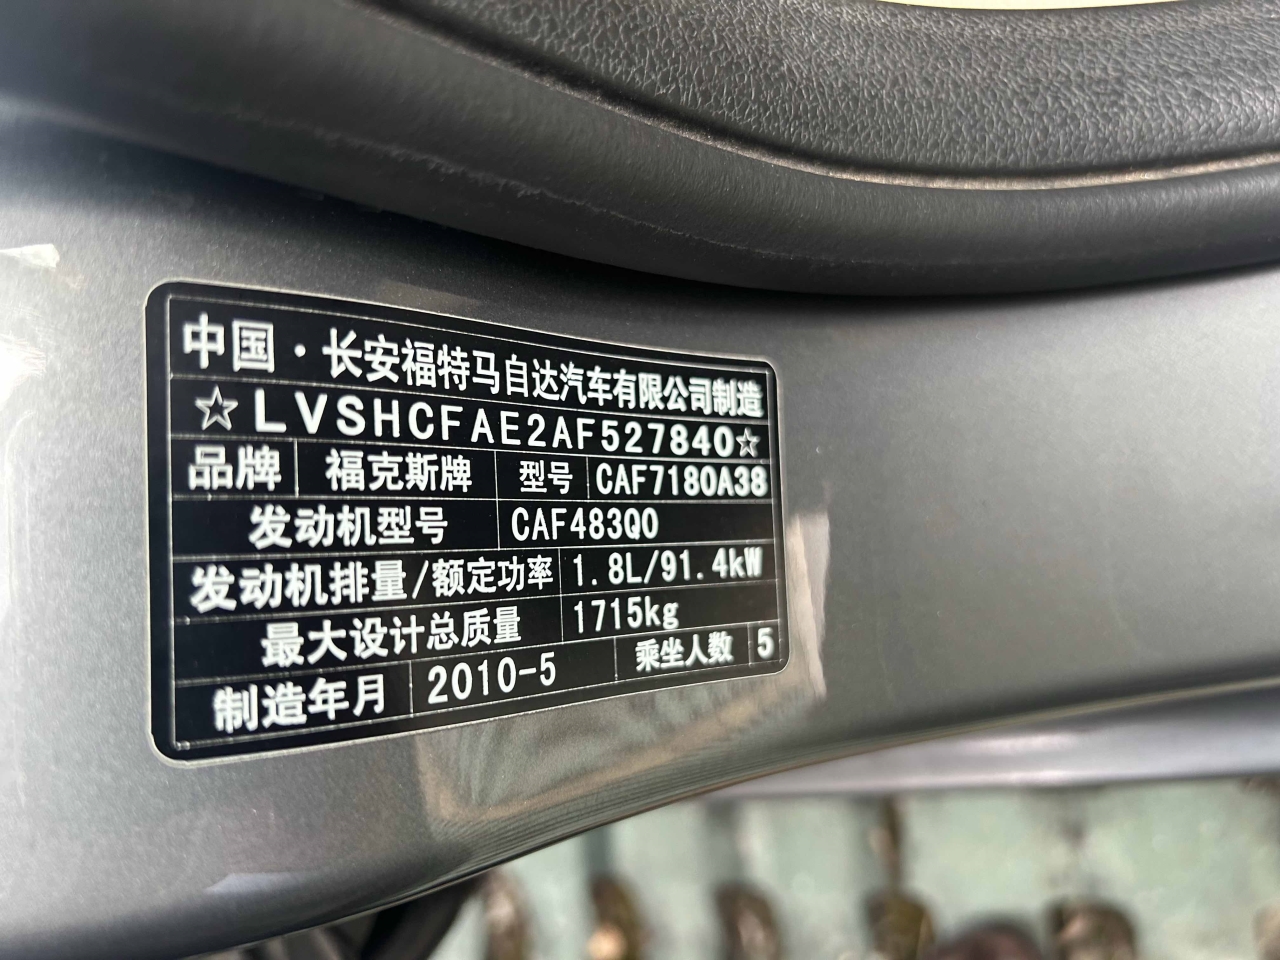 中国·长安福特马自达汽车有限公司制造
☆LVSHCFAE2AF527840☆
品牌 福克斯牌 型号 CAF7180A38
发动机型号 CAF483Q0
发动机排量/额定功率 1.8L/91.4kW
最大设计总质量 1715kg
制造年月 2010-5 乘坐人数 5